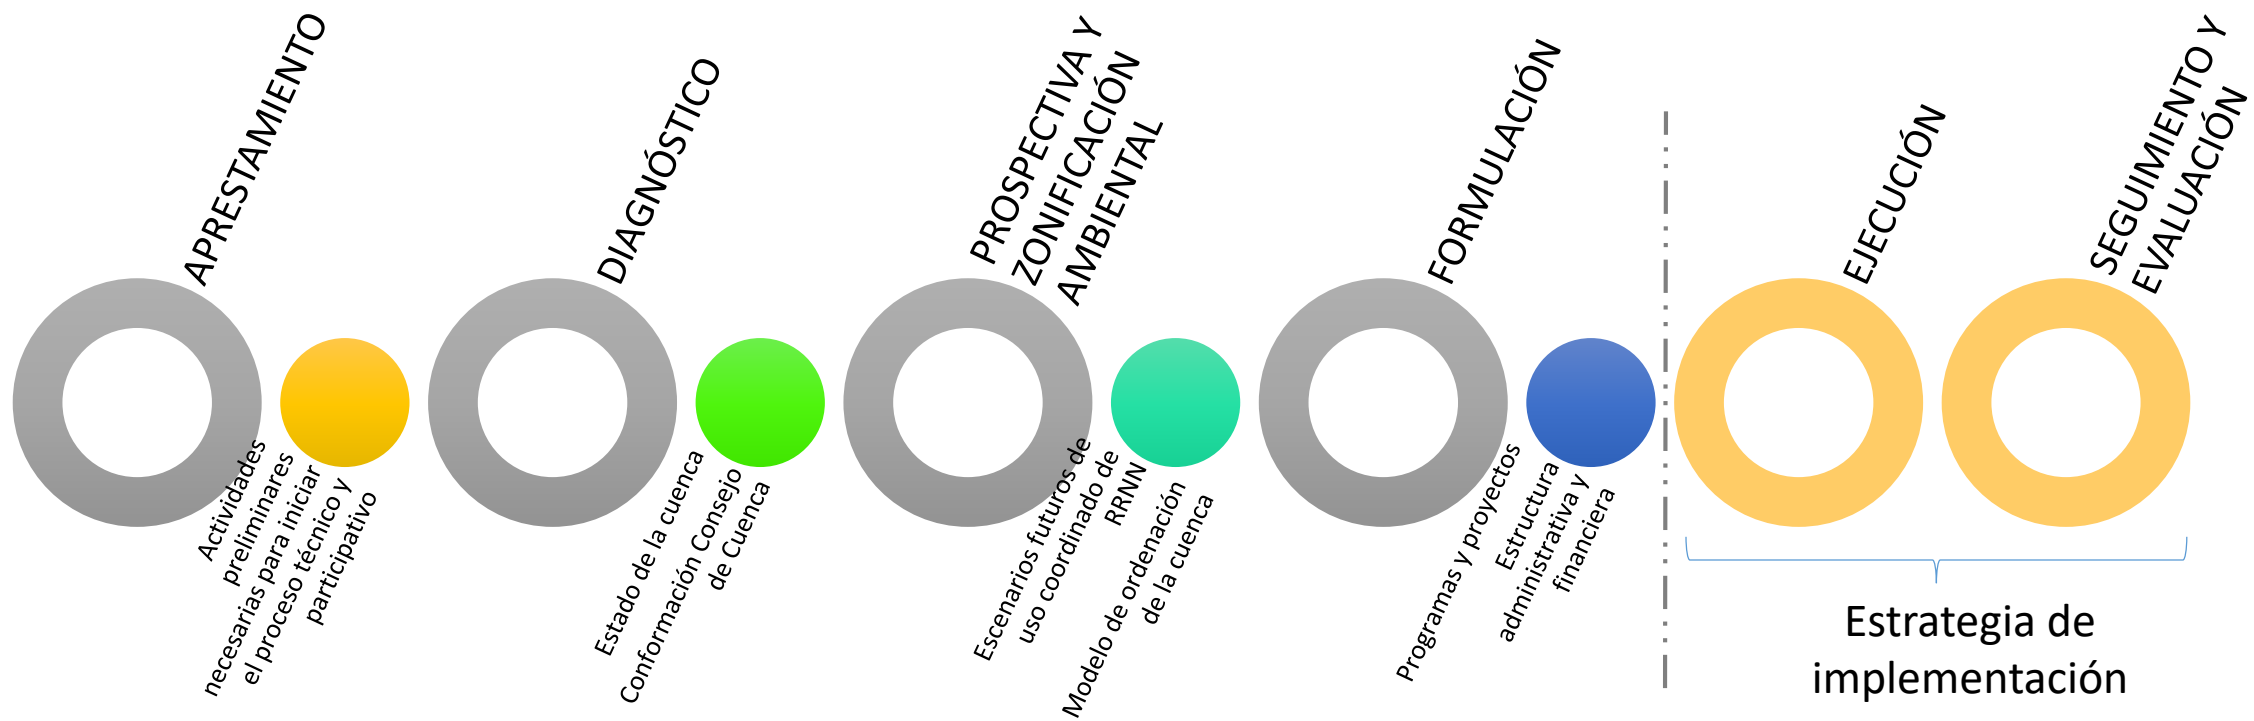 APRESTAMIENTO
Actividades
preliminares
necesarias para iniciar
el proceso técnico y
participativo
DIAGNÓSTICO
Estado de la cuenca
Conformación Consejo
de Cuenca
PROSPECTIVA Y
ZONIFICACIÓN
AMBIENTAL
Escenarios futuros de
uso coordinado de
RRNN
Modelo de ordenación
de la cuenca
FORMULACIÓN
Programas y proyectos
Estructura
administrativa y
financiera
EJECUCIÓN
SEGUIMIENTO Y
EVALUACIÓN
Estrategia de
implementación